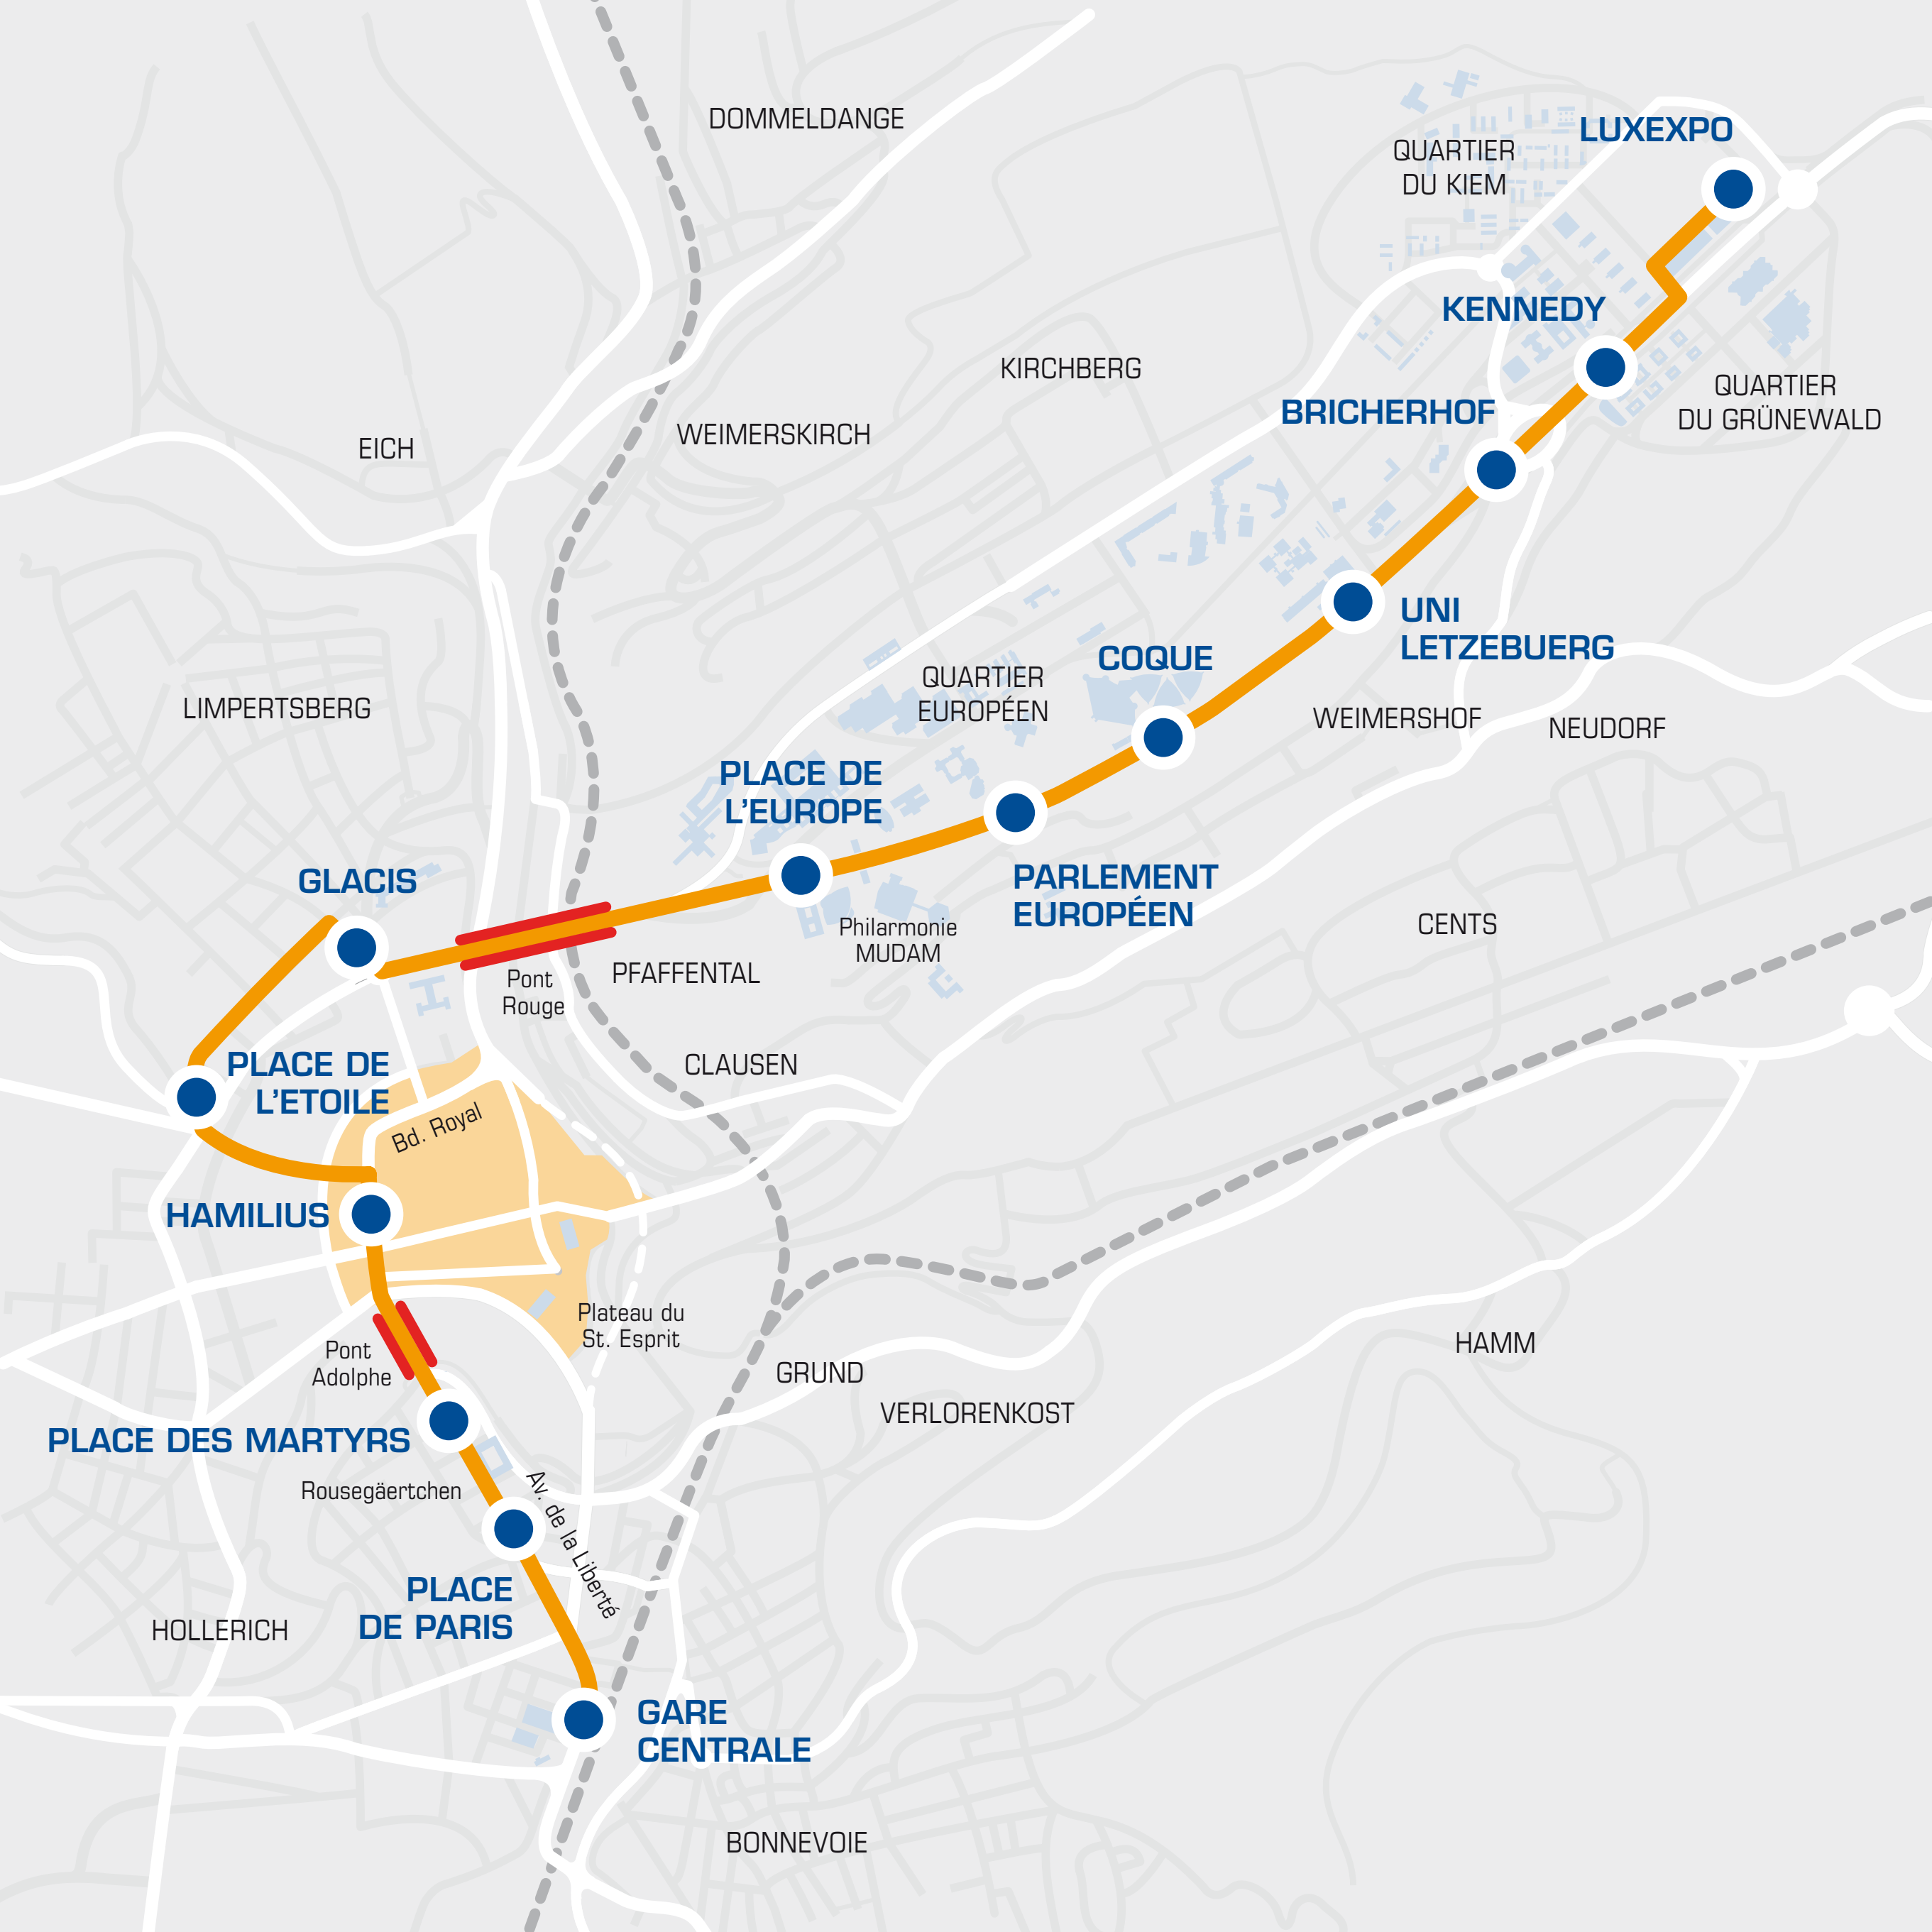 DOMMELDANGE
LUXEXPO
QUARTIER
DU KIEM
KENNEDY
KIRCHBERG
QUARTIER
DU GRÜNEWALD
BRICHERHOF
WEIMERSKIRCH
EICH
UNI
LETZEBUERG
COQUE
QUARTIER
EUROPÉEN
LIMPERTSBERG
WEIMERSHOF
NEUDORF
PLACE DE
L'EUROPE
GLACIS
PARLEMENT
EUROPÉEN
Philarmonie
MUDAM
CENTS
Pont
Rouge
PFAFFENTAL
PLACE DE
L'ETOILE
CLAUSEN
Bd. Royal
HAMILIUS
Plateau du
St. Esprit
Pont
Adolphe
HAMM
GRUND
VERLORENKOST
PLACE DES MARTYRS
Rousegäertchen
Av. de la Liberté
PLACE
DE PARIS
HOLLERICH
GARE
CENTRALE
BONNEVOIE